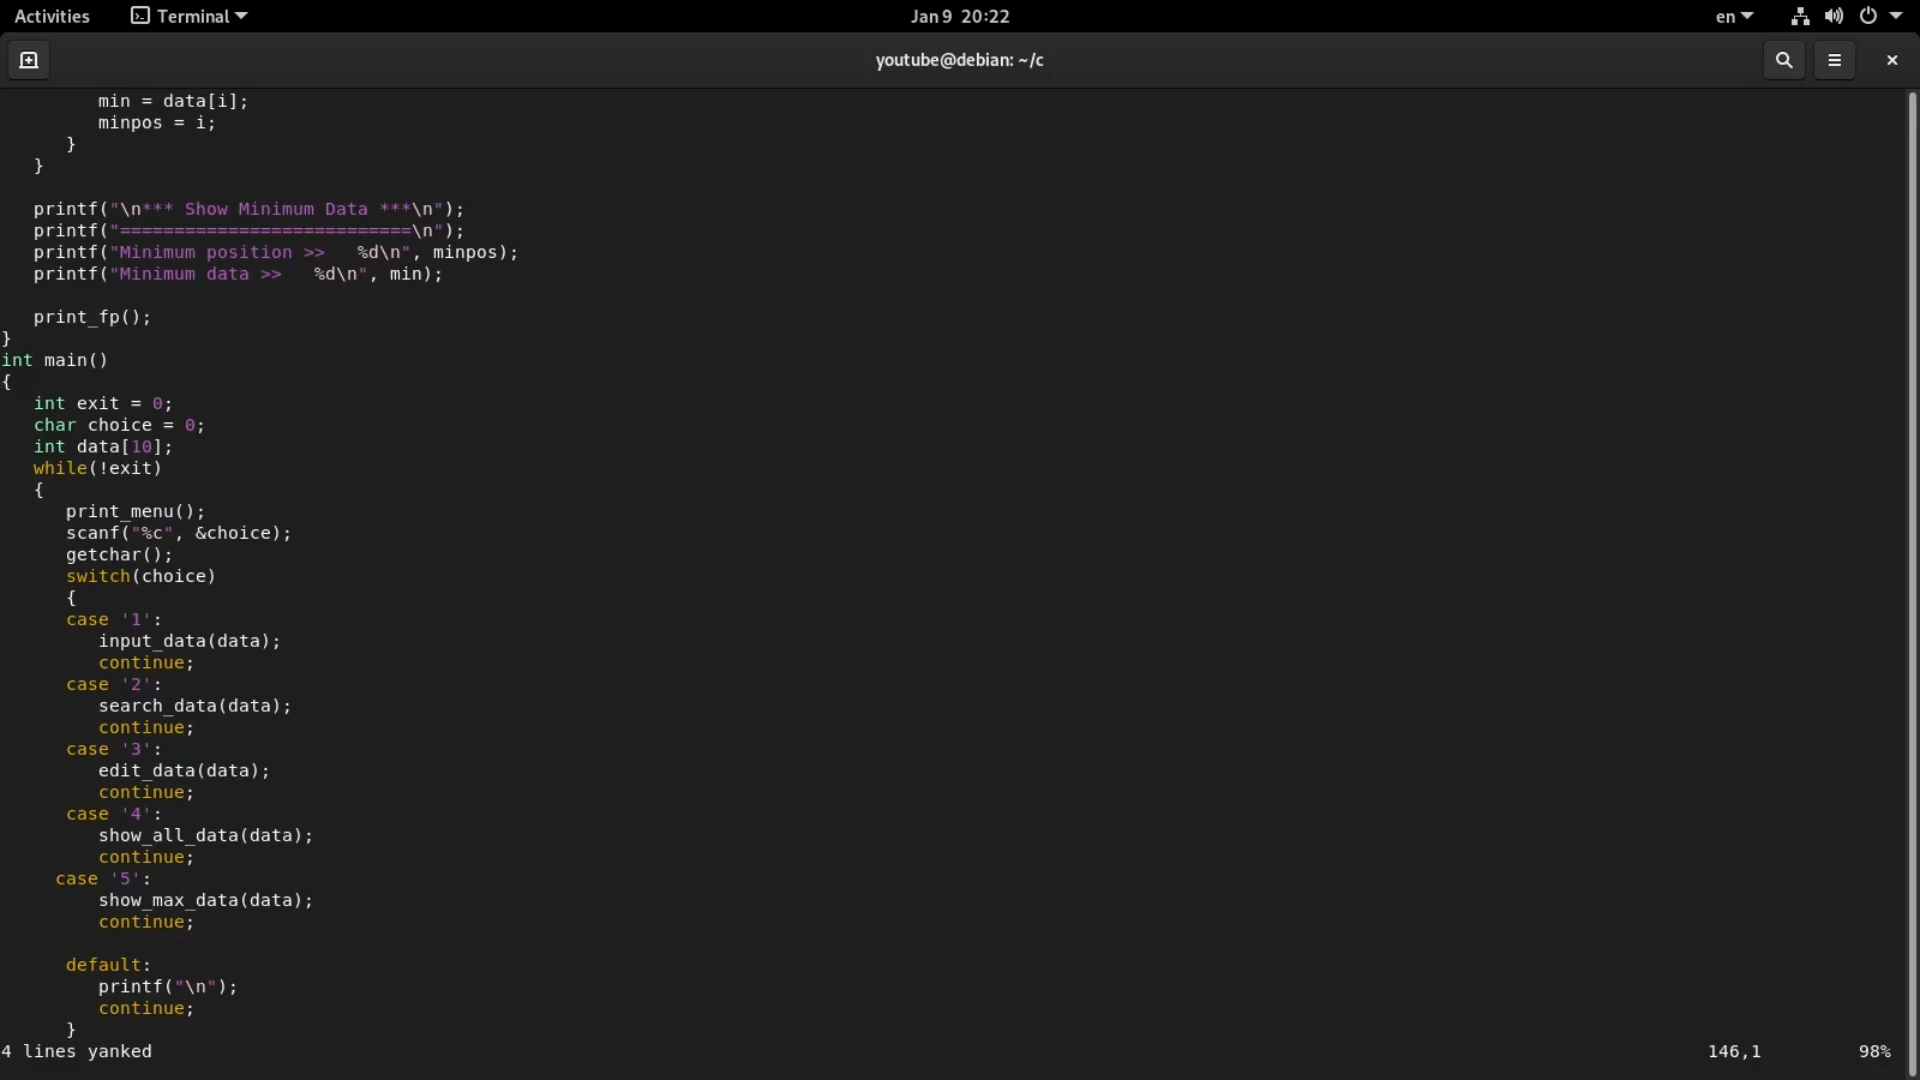 Activities Terminal Jan 9 20:22 en
youtube@debian: ~/c
min = data[i];
minpos = i;
}
}
printf("\n*** Show Minimum Data ***\n");
printf("===========================\n");
printf("Minimum position >>   %d\n", minpos);
printf("Minimum data >>   %d\n", min);
print_fp();
}
int main()
{
int exit = 0;
char choice = 0;
int data[10];
while(!exit)
{
print_menu();
scanf("%c", &choice);
getchar();
switch(choice)
{
case '1':
input_data(data);
continue;
case '2':
search_data(data);
continue;
case '3':
edit_data(data);
continue;
case '4':
show_all_data(data);
continue;
case '5':
show_max_data(data);
continue;
default:
printf("\n");
continue;
}
4 lines yanked 146,1 98%